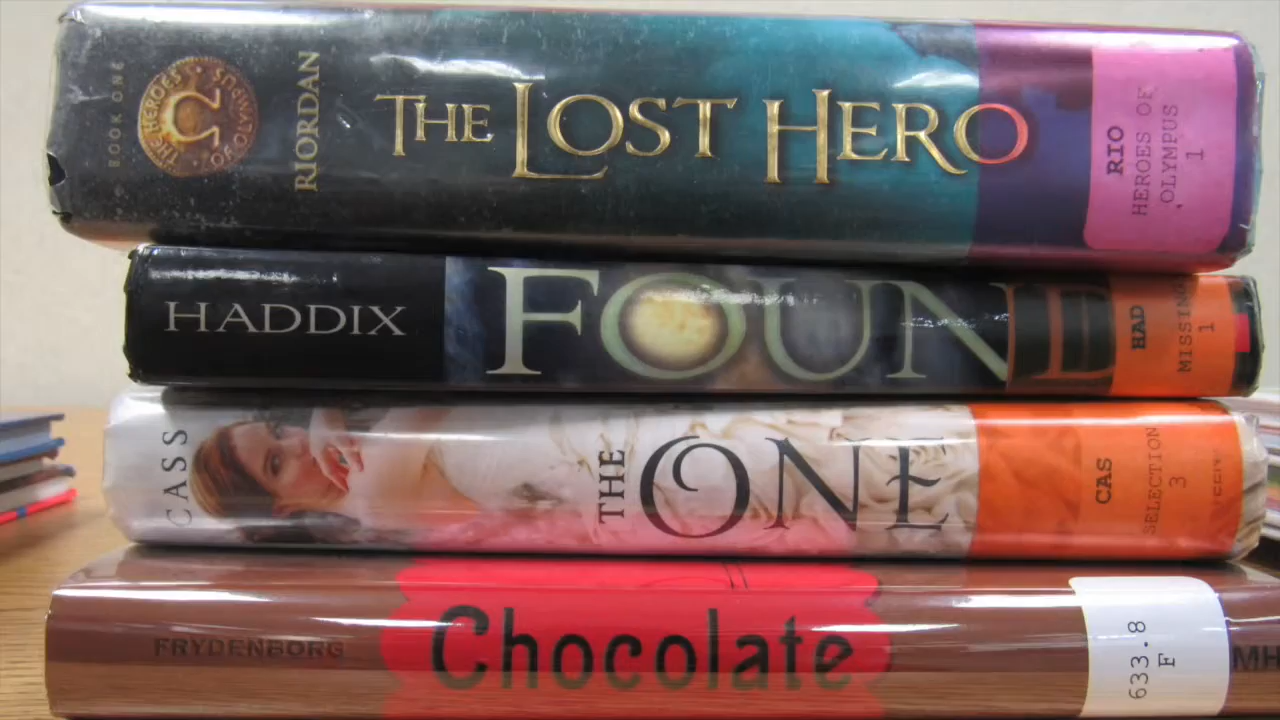 BOOK ONE
THE HEROES OF OLYMPUS
RIORDAN
THE LOST HERO
RIO
HEROES OF
OLYMPUS
1
HADDIX
FOUND
HAD
MISSING
1
CASS
THE ONE
CAS
SELECTION
3
FRYDENBORG
Chocolate
633.8
F
MH